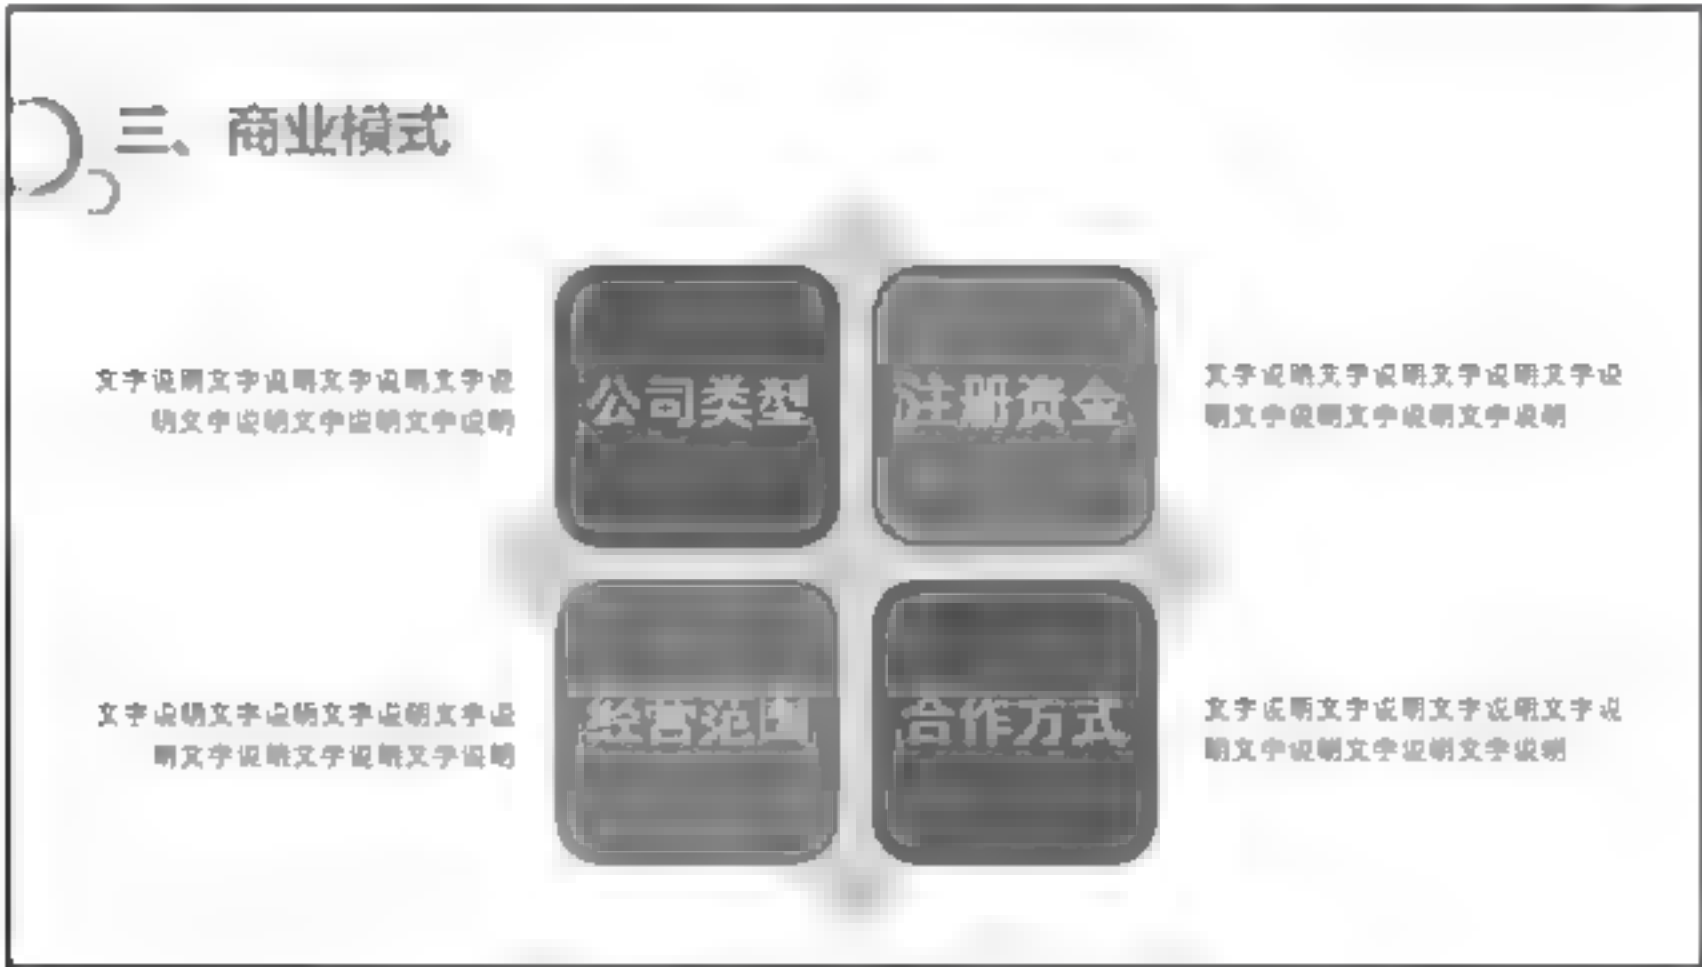 三、商业模式
文字说明文字说明文字说明文字说
明文字说明文字说明文字说明
公司类型
注册资金
文字说明文字说明文字说明文字说
明文字说明文字说明文字说明
文字说明文字说明文字说明文字说
明文字说明文字说明文字说明
经营范围
合作方式
文字说明文字说明文字说明文字说
明文字说明文字说明文字说明